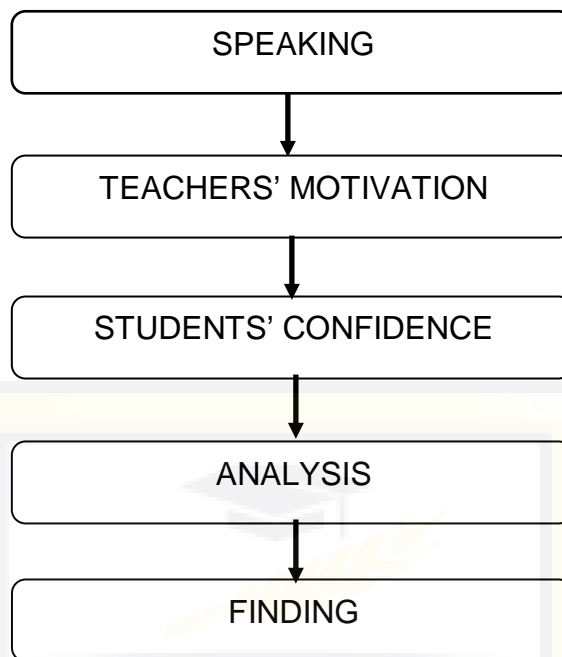 SPEAKING
TEACHERS’ MOTIVATION
STUDENTS’ CONFIDENCE
ANALYSIS
FINDING